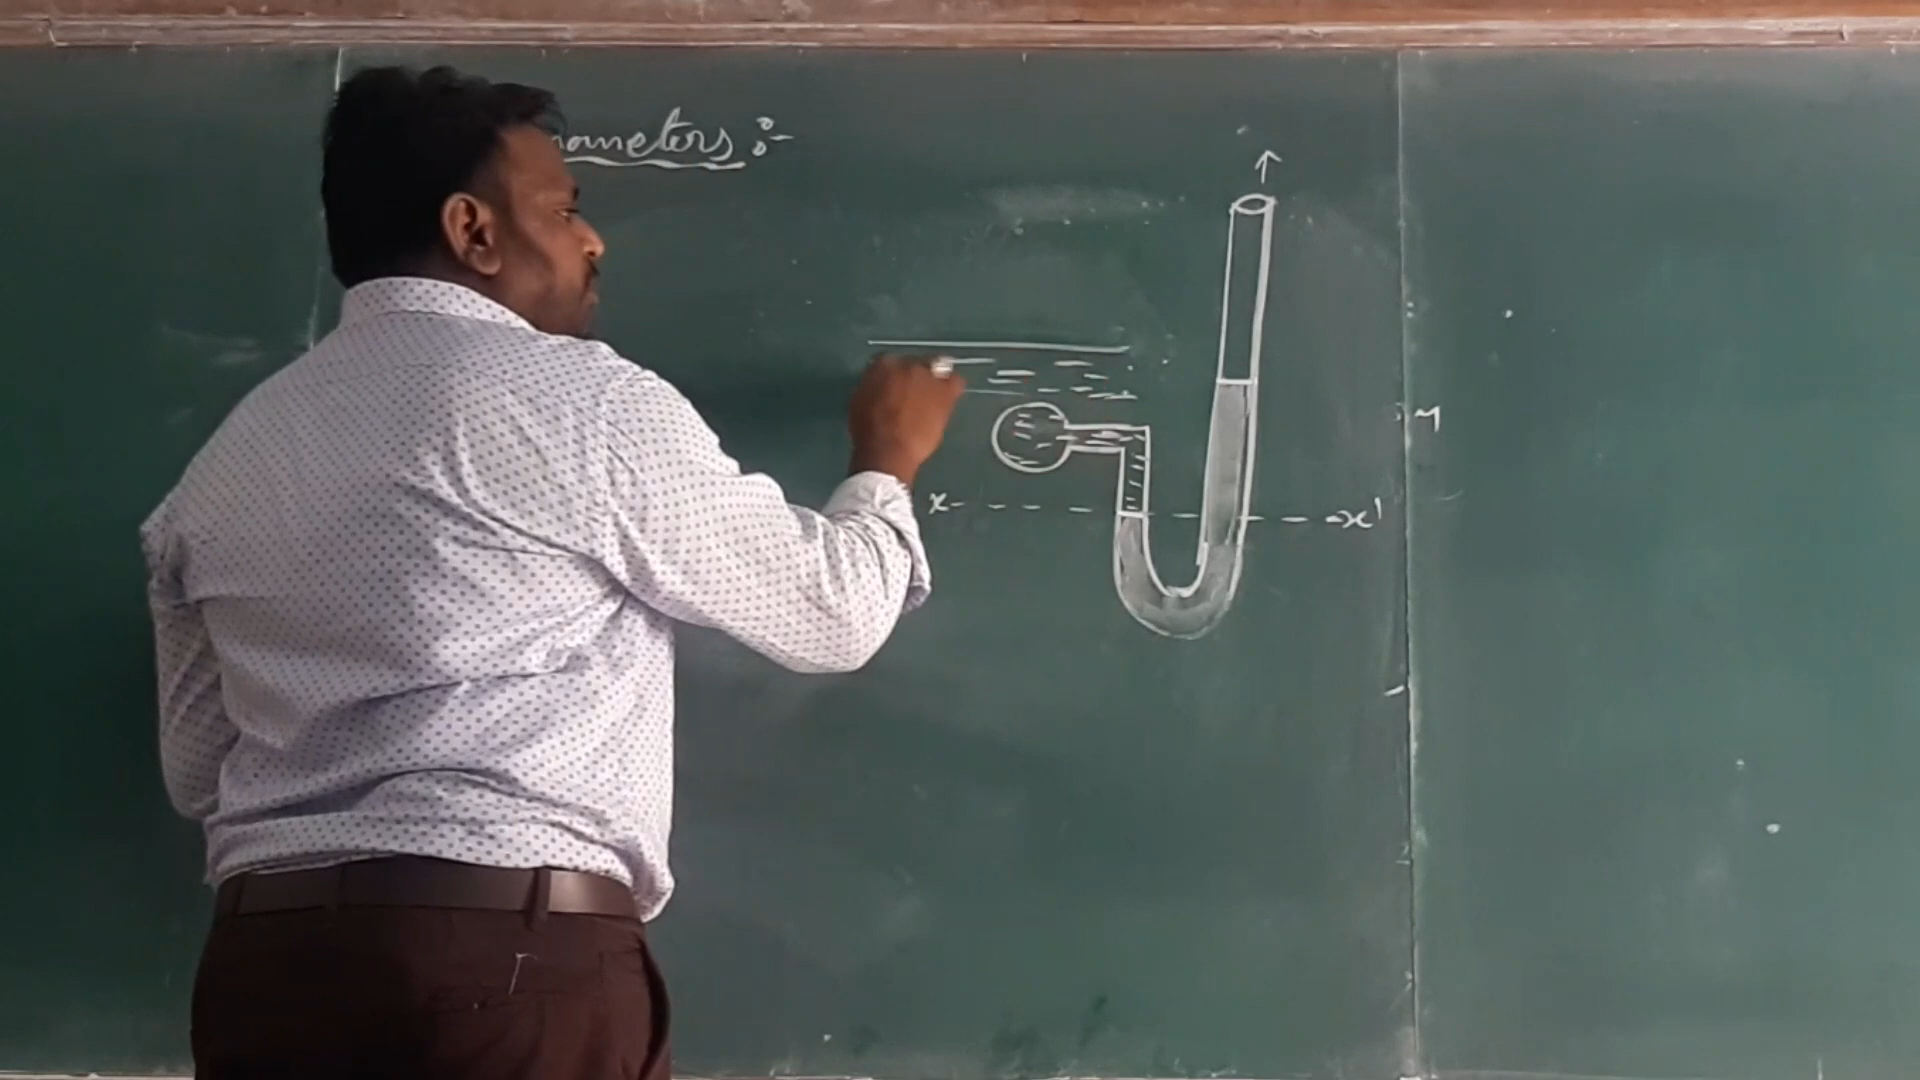 nometers :-
x x'